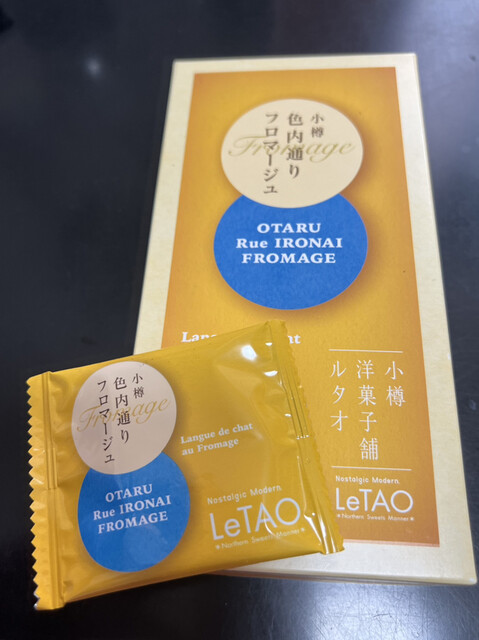 小樽
色内通り
フロマージュ
Fromage
OTARU
Rue IRONAI
FROMAGE
小樽
洋菓子舗
ルタオ
Nostalgic Modern.
LeTAO
Northern Sweets Manner
小樽
色内通り
フロマージュ
Fromage
OTARU
Rue IRONAI
FROMAGE
Langue de chat
au Fromage
Nostalgic Modern.
LeTAO
Northern Sweets Manner